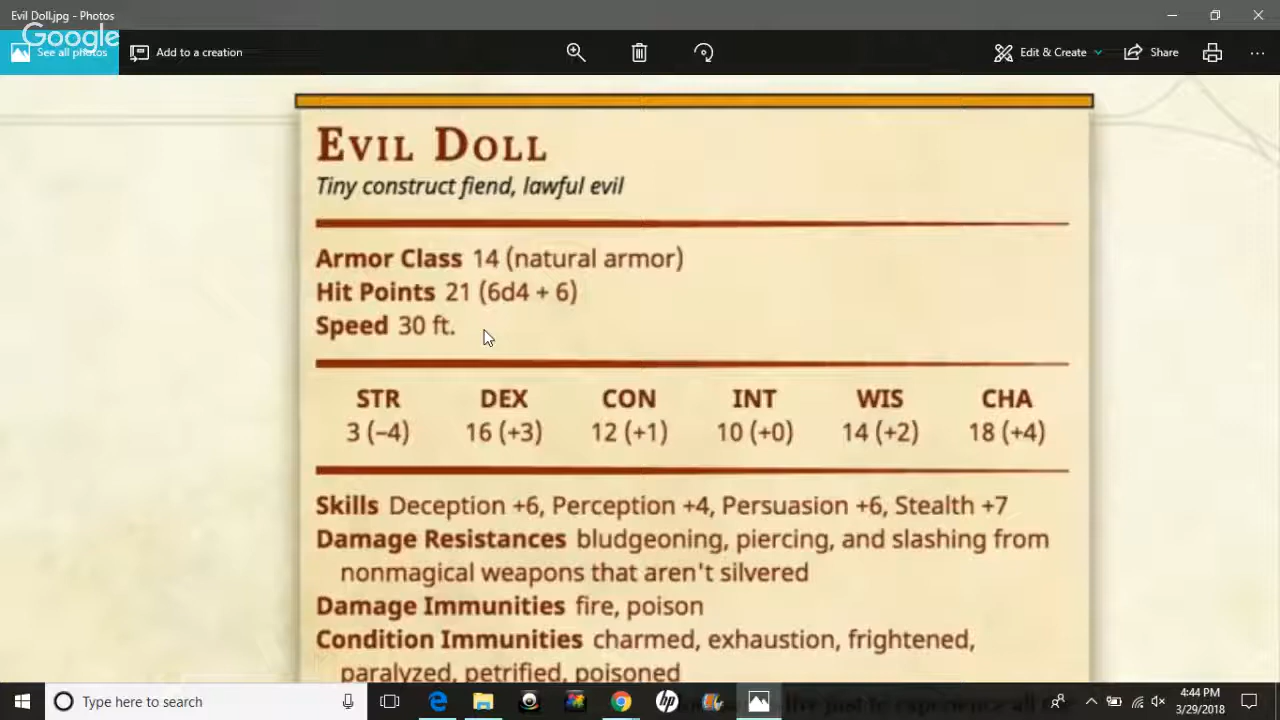 Evil Doll.jpg - Photos
Google
See all photos
Add to a creation
Edit & Create
Share
EVIL DOLL
Tiny construct fiend, lawful evil
Armor Class 14 (natural armor)
Hit Points 21 (6d4 + 6)
Speed 30 ft.
STR DEX CON INT WIS CHA
3 (−4) 16 (+3) 12 (+1) 10 (+0) 14 (+2) 18 (+4)
Skills Deception +6, Perception +4, Persuasion +6, Stealth +7
Damage Resistances bludgeoning, piercing, and slashing from
nonmagical weapons that aren't silvered
Damage Immunities fire, poison
Condition Immunities charmed, exhaustion, frightened,
paralyzed, petrified, poisoned
Type here to search
hp
4:44 PM
3/29/2018